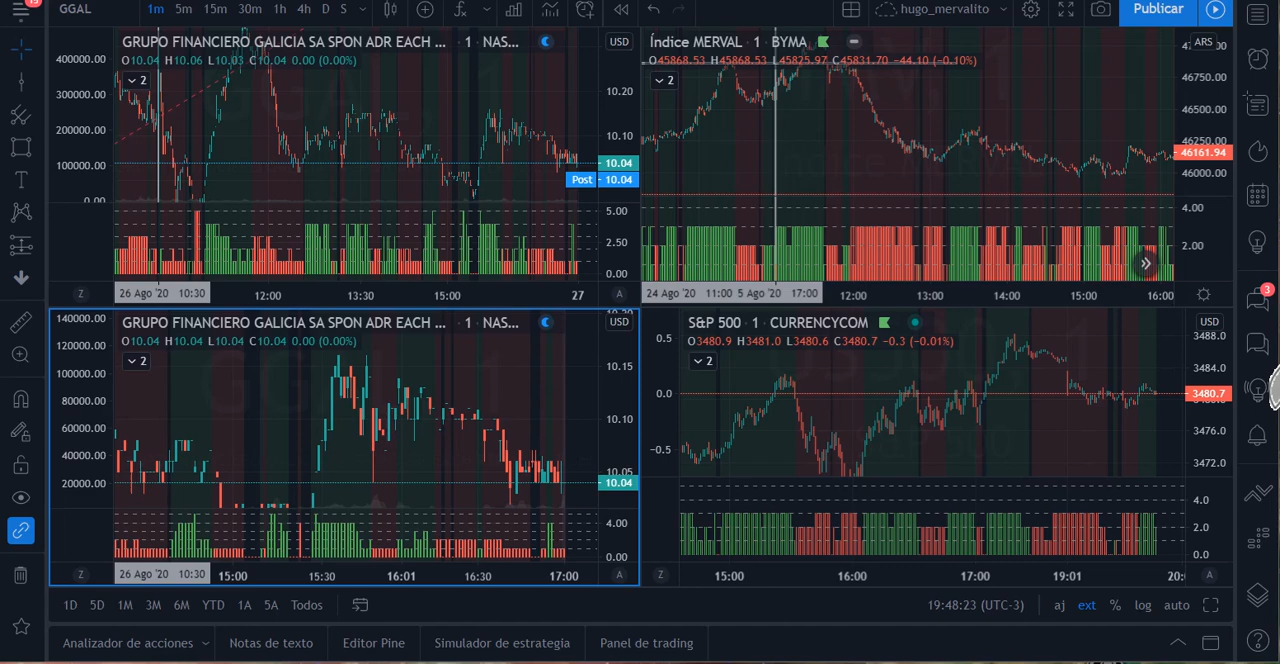 15
GGAL
1m 5m 15m 30m 1h 4h D S
hugo_mervalito
Publicar
GRUPO FINANCIERO GALICIA SA SPON ADR EACH ... · 1 · NAS...
USD
O10.04 H10.06 L10.03 C10.04 0.00 (0.00%)
2
400000.00
300000.00
200000.00
100000.00
0.00
10.20
10.10
10.04
Post 10.04
5.00
2.50
0.00
Z
26 Ago '20 10:30
12:00
13:30
15:00
27
A
Índice MERVAL · 1 · BYMA
ARS
O45868.53 H45868.53 L45825.97 C45831.70 −44.10 (−0.10%)
2
46750.00
46500.00
46250.00
46161.94
46000.00
4.00
2.00
24 Ago '20 11:00
5 Ago '20 17:00
12:00
13:00
14:00
15:00
16:00
GRUPO FINANCIERO GALICIA SA SPON ADR EACH ... · 1 · NAS...
USD
O10.04 H10.04 L10.04 C10.04 0.00 (0.00%)
2
140000.00
120000.00
100000.00
80000.00
60000.00
40000.00
20000.00
10.20
10.15
10.10
10.05
10.04
4.00
0.00
Z
26 Ago '20 10:30
15:00
15:30
16:01
16:30
17:00
A
S&P 500 · 1 · CURRENCYCOM
USD
O3480.9 H3481.0 L3480.6 C3480.7 −0.3 (−0.01%)
2
0.5
0.0
−0.5
3488.0
3484.0
3480.7
3476.0
3472.0
4.0
2.0
0.0
Z
15:00
16:00
17:00
19:01
20:
A
3
1D 5D 1M 3M 6M YTD 1A 5A Todos
19:48:23 (UTC-3)
aj ext % log auto
Analizador de acciones
Notas de texto
Editor Pine
Simulador de estrategia
Panel de trading